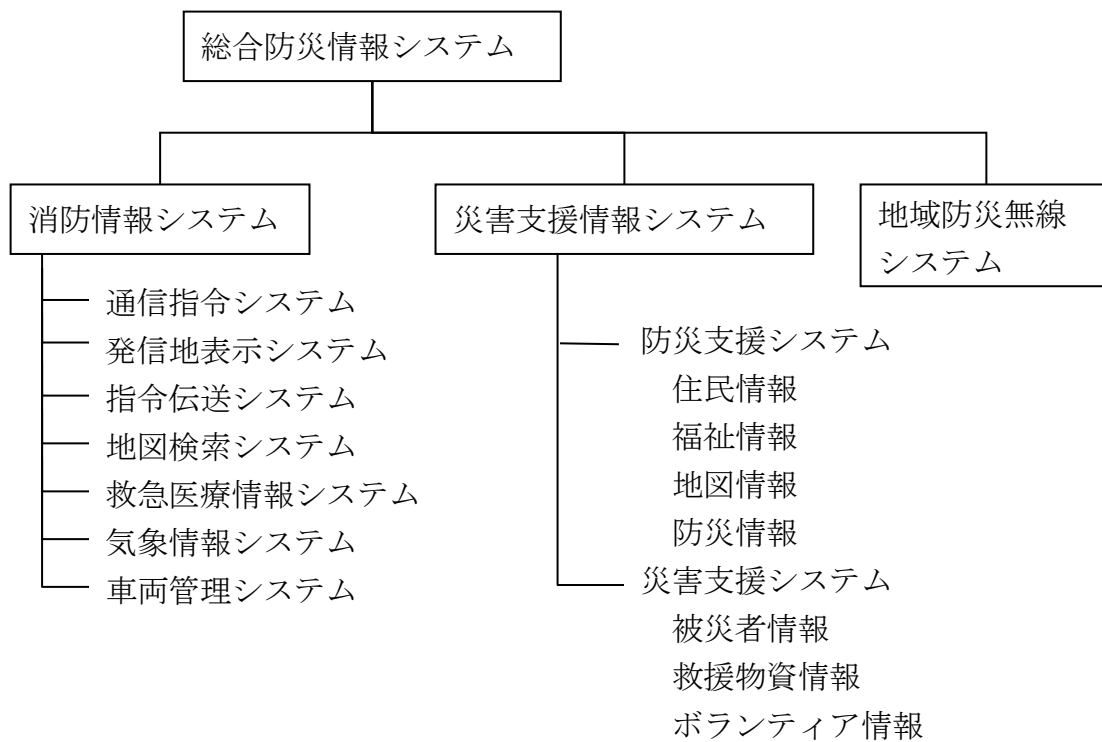 総合防災情報システム
消防情報システム
通信指令システム
発信地表示システム
指令伝送システム
地図検索システム
救急医療情報システム
気象情報システム
車両管理システム
災害支援情報システム
防災支援システム
住民情報
福祉情報
地図情報
防災情報
災害支援システム
被災者情報
救援物資情報
ボランティア情報
地域防災無線
システム